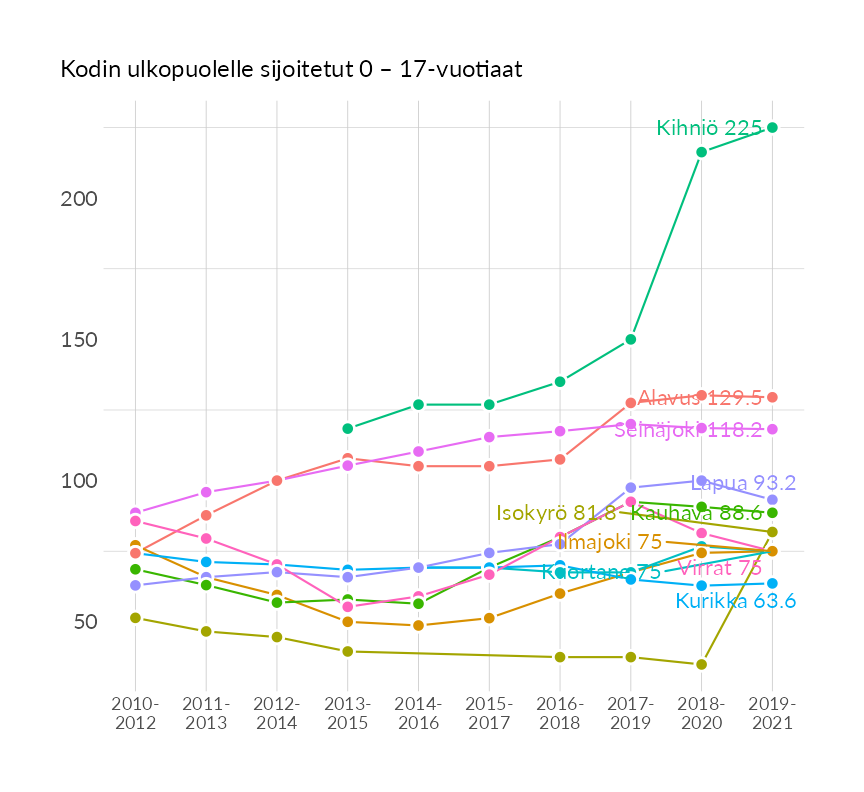 Kodin ulkopuolelle sijoitetut 0 – 17-vuotiaat
Kihniö 225
200
150
Alavus 129.5
Seinäjoki 118.2
100
Lapua 93.2
Isokyrö 81.8
Kauhava 88.6
Ilmajoki 75
Kuortane 75
Virrat 75
Kurikka 63.6
50
2010-
2012
2011-
2013
2012-
2014
2013-
2015
2014-
2016
2015-
2017
2016-
2018
2017-
2019
2018-
2020
2019-
2021